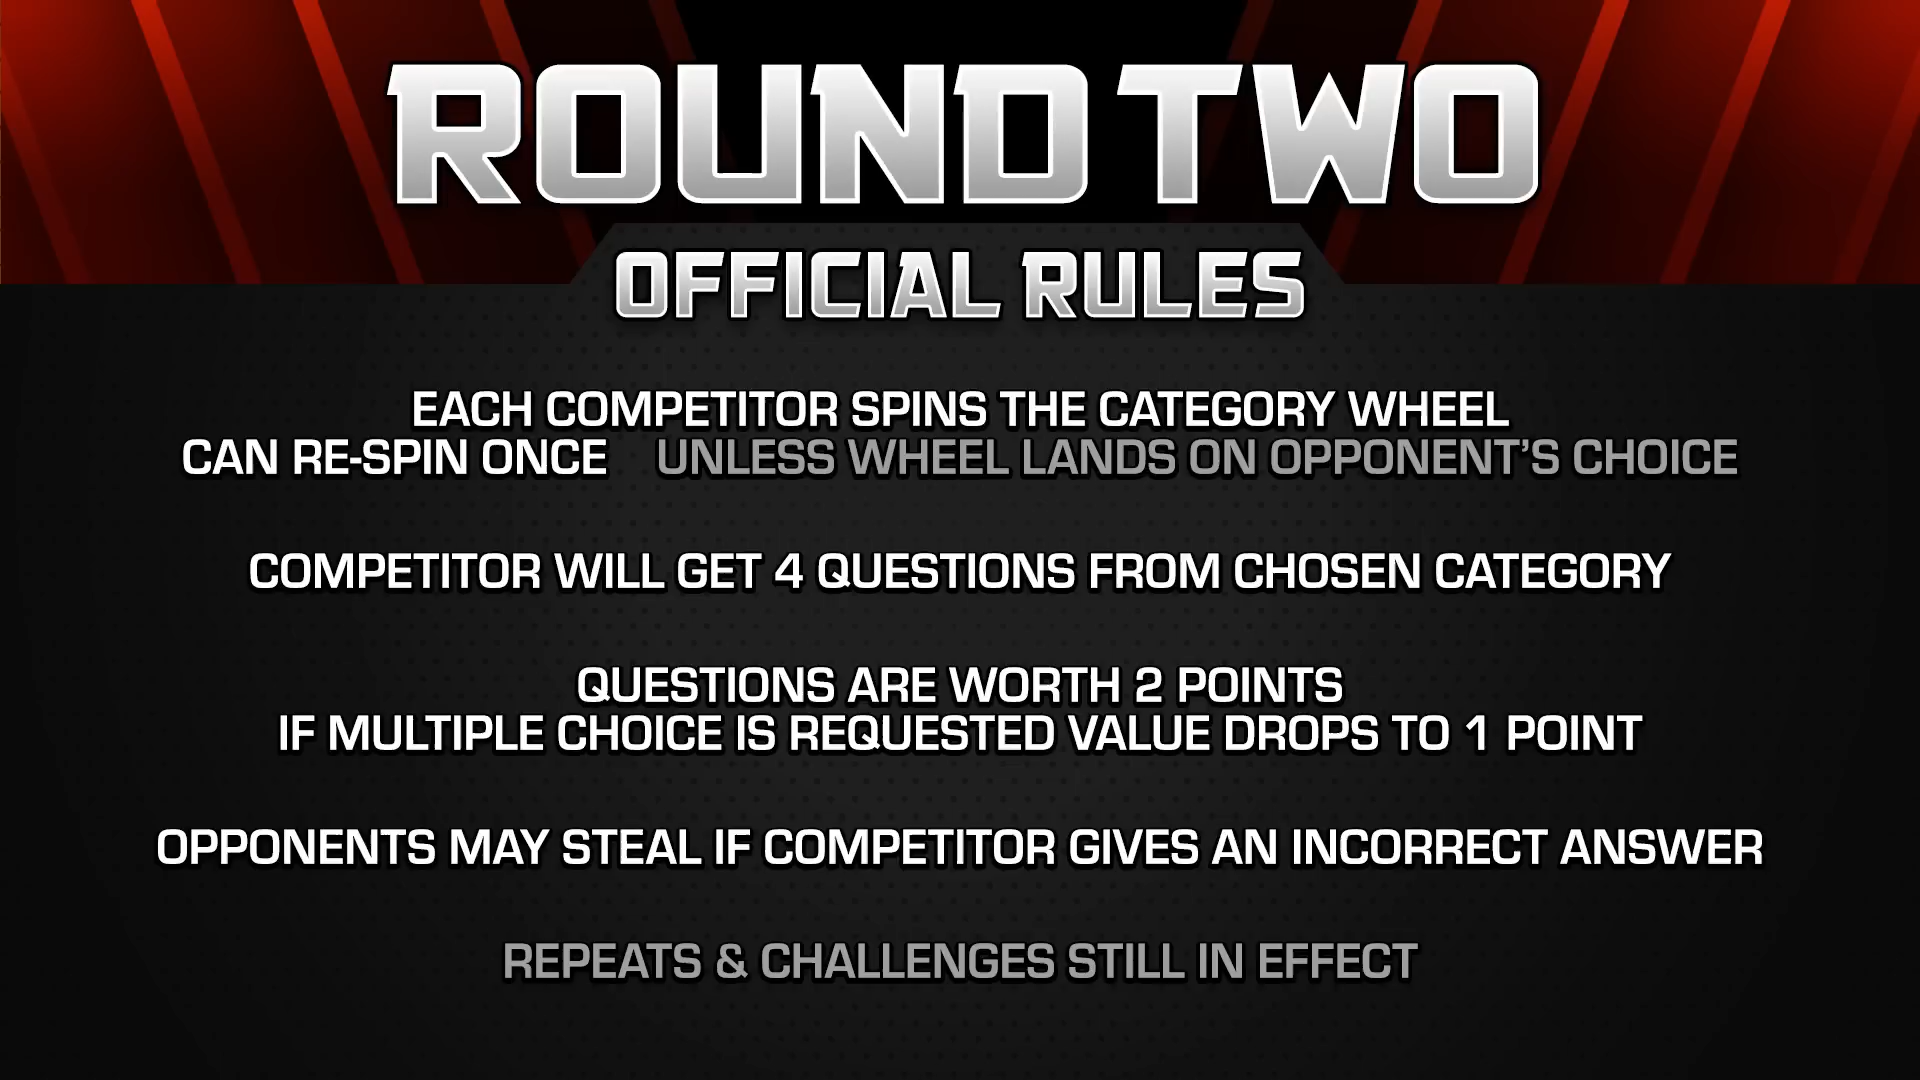 ROUND TWO
OFFICIAL RULES
EACH COMPETITOR SPINS THE CATEGORY WHEEL
CAN RE-SPIN ONCE UNLESS WHEEL LANDS ON OPPONENT'S CHOICE
COMPETITOR WILL GET 4 QUESTIONS FROM CHOSEN CATEGORY
QUESTIONS ARE WORTH 2 POINTS
IF MULTIPLE CHOICE IS REQUESTED VALUE DROPS TO 1 POINT
OPPONENTS MAY STEAL IF COMPETITOR GIVES AN INCORRECT ANSWER
REPEATS & CHALLENGES STILL IN EFFECT